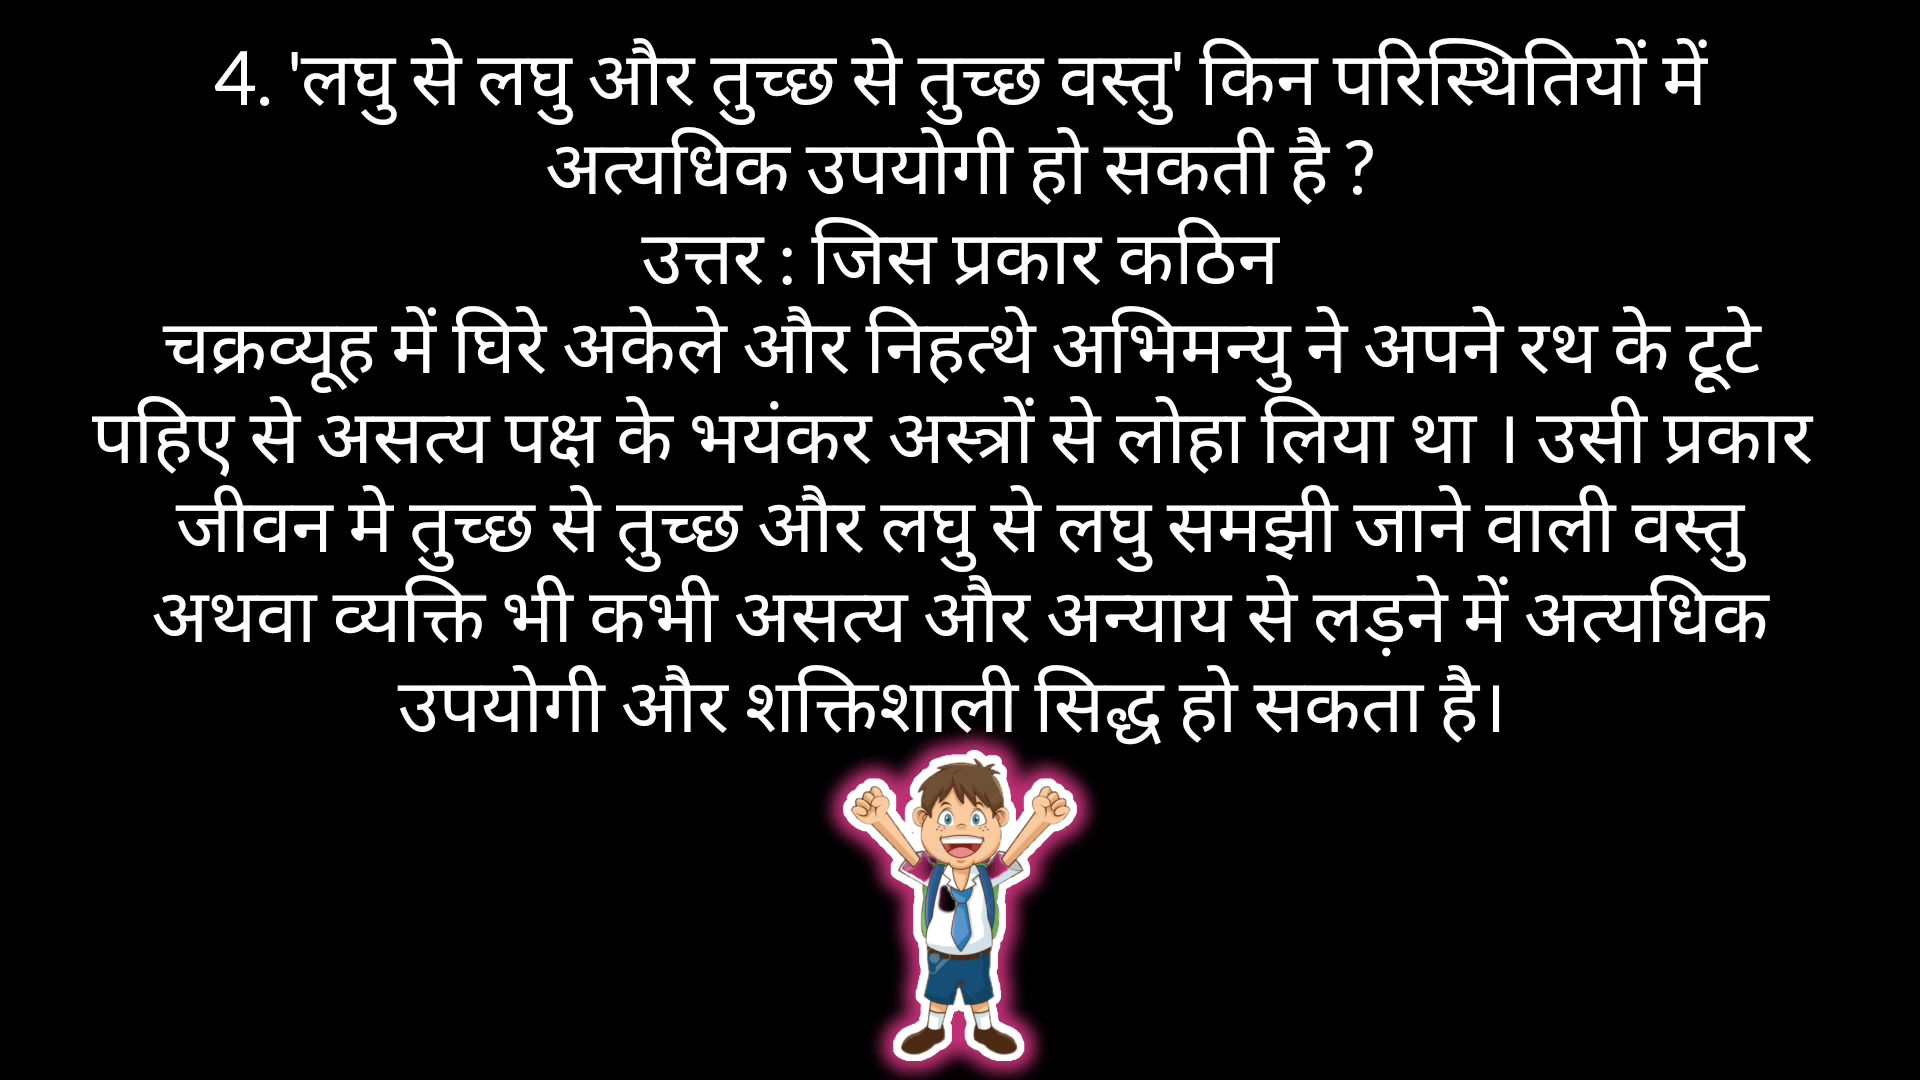 4. 'लघु से लघु और तुच्छ से तुच्छ वस्तु' किन परिस्थितियों में
अत्यधिक उपयोगी हो सकती है ?
उत्तर : जिस प्रकार कठिन
चक्रव्यूह में घिरे अकेले और निहत्थे अभिमन्यु ने अपने रथ के टूटे
पहिए से असत्य पक्ष के भयंकर अस्त्रों से लोहा लिया था । उसी प्रकार
जीवन मे तुच्छ से तुच्छ और लघु से लघु समझी जाने वाली वस्तु
अथवा व्यक्ति भी कभी असत्य और अन्याय से लड़ने में अत्यधिक
उपयोगी और शक्तिशाली सिद्ध हो सकता है।